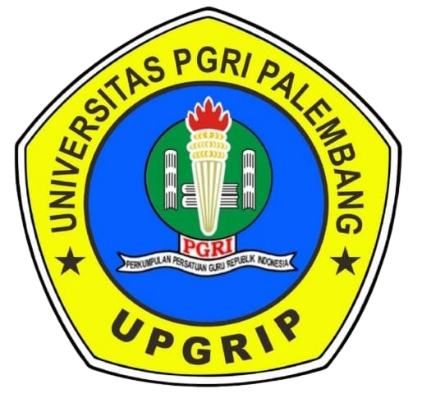 UNIVERSITAS PGRI PALEMBANG
PGRI
PERKUMPULAN PERSATUAN GURU REPUBLIK INDONESIA
UPGRIP